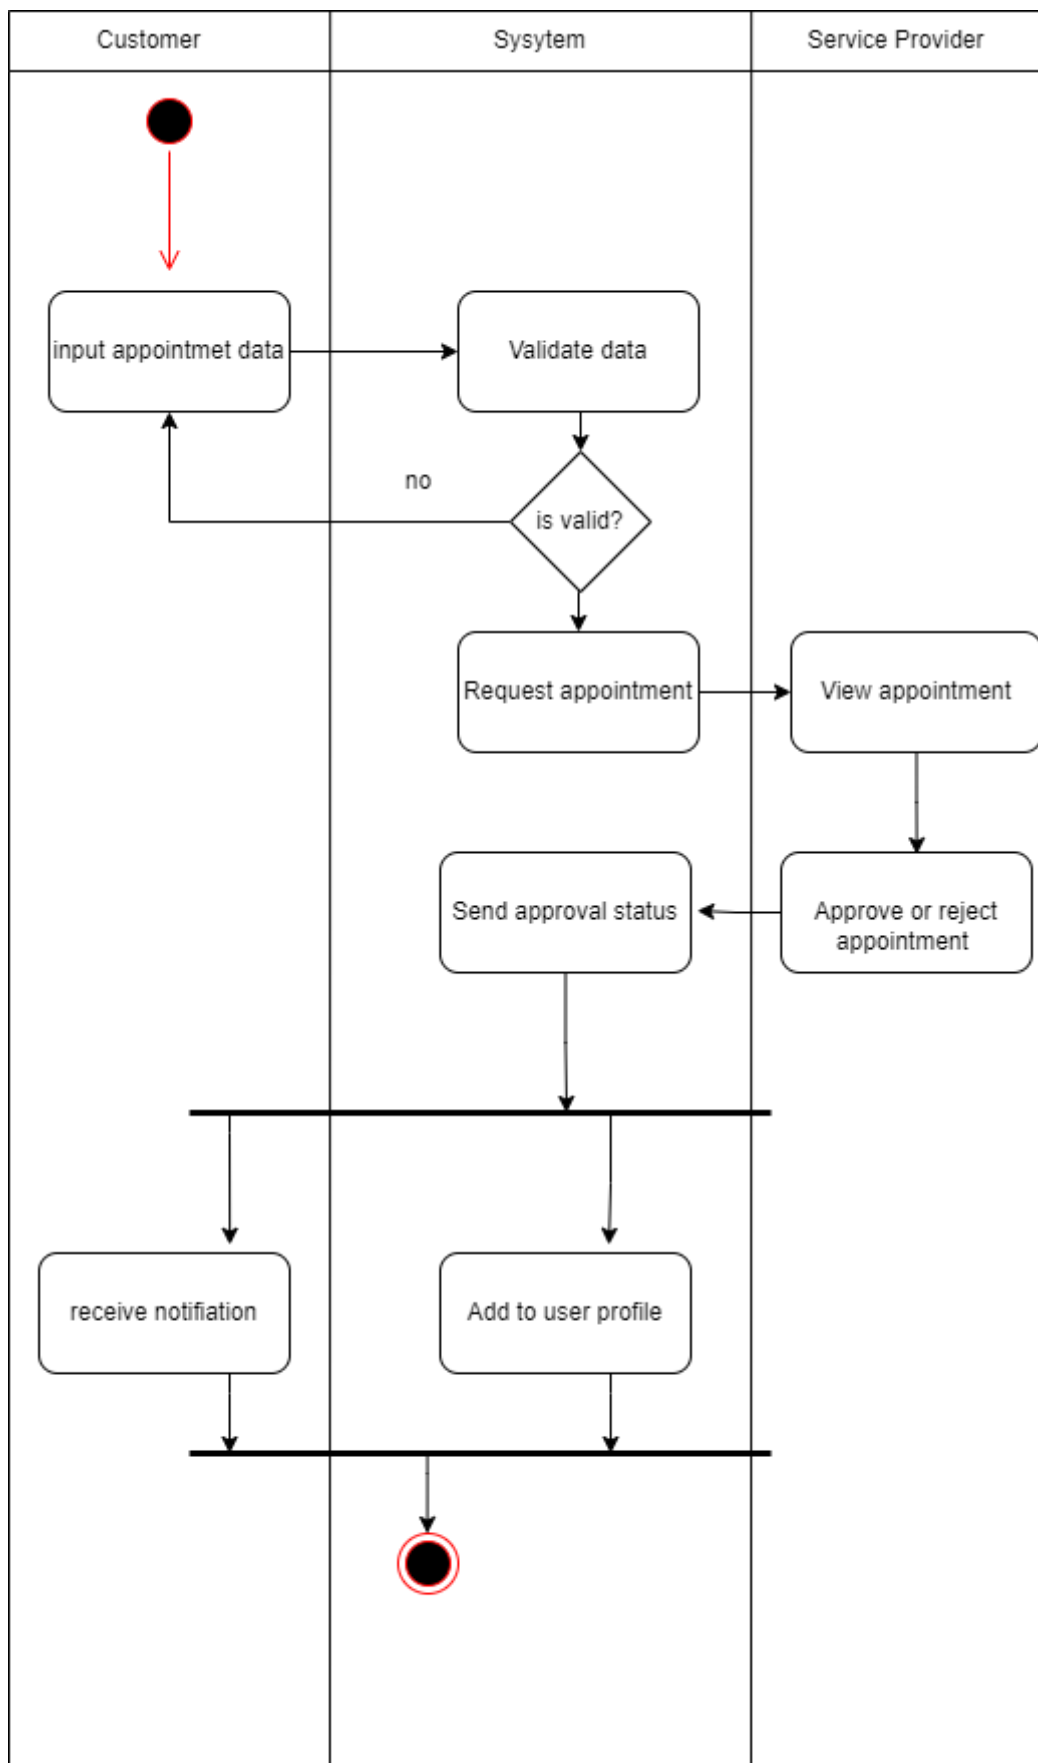 Customer
Sysytem
Service Provider
input appointmet data
Validate data
no
is valid?
Request appointment
View appointment
Send approval status
Approve or reject
appointment
receive notifiation
Add to user profile